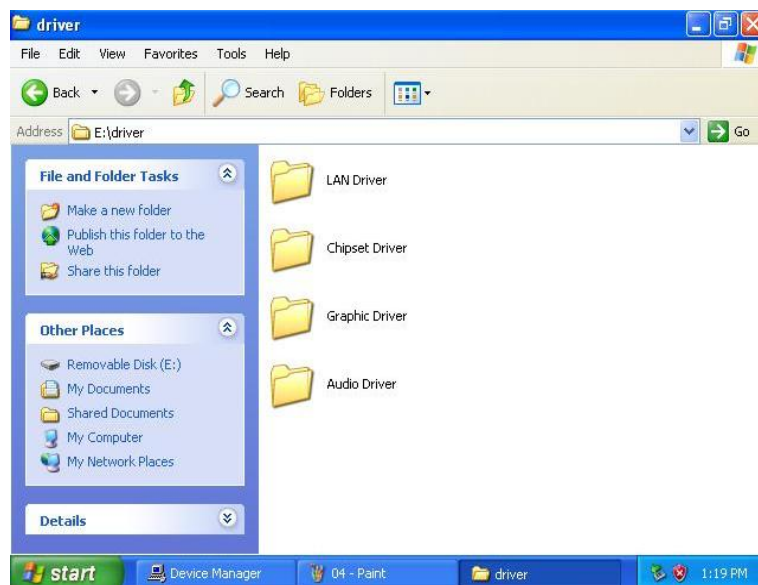 driver
File Edit View Favorites Tools Help
Back Search Folders
Address E:\driver Go
File and Folder Tasks
Make a new folder
Publish this folder to the
Web
Share this folder
Other Places
Removable Disk (E:)
My Documents
Shared Documents
My Computer
My Network Places
Details
LAN Driver
Chipset Driver
Graphic Driver
Audio Driver
start Device Manager 04 - Paint driver 1:19 PM